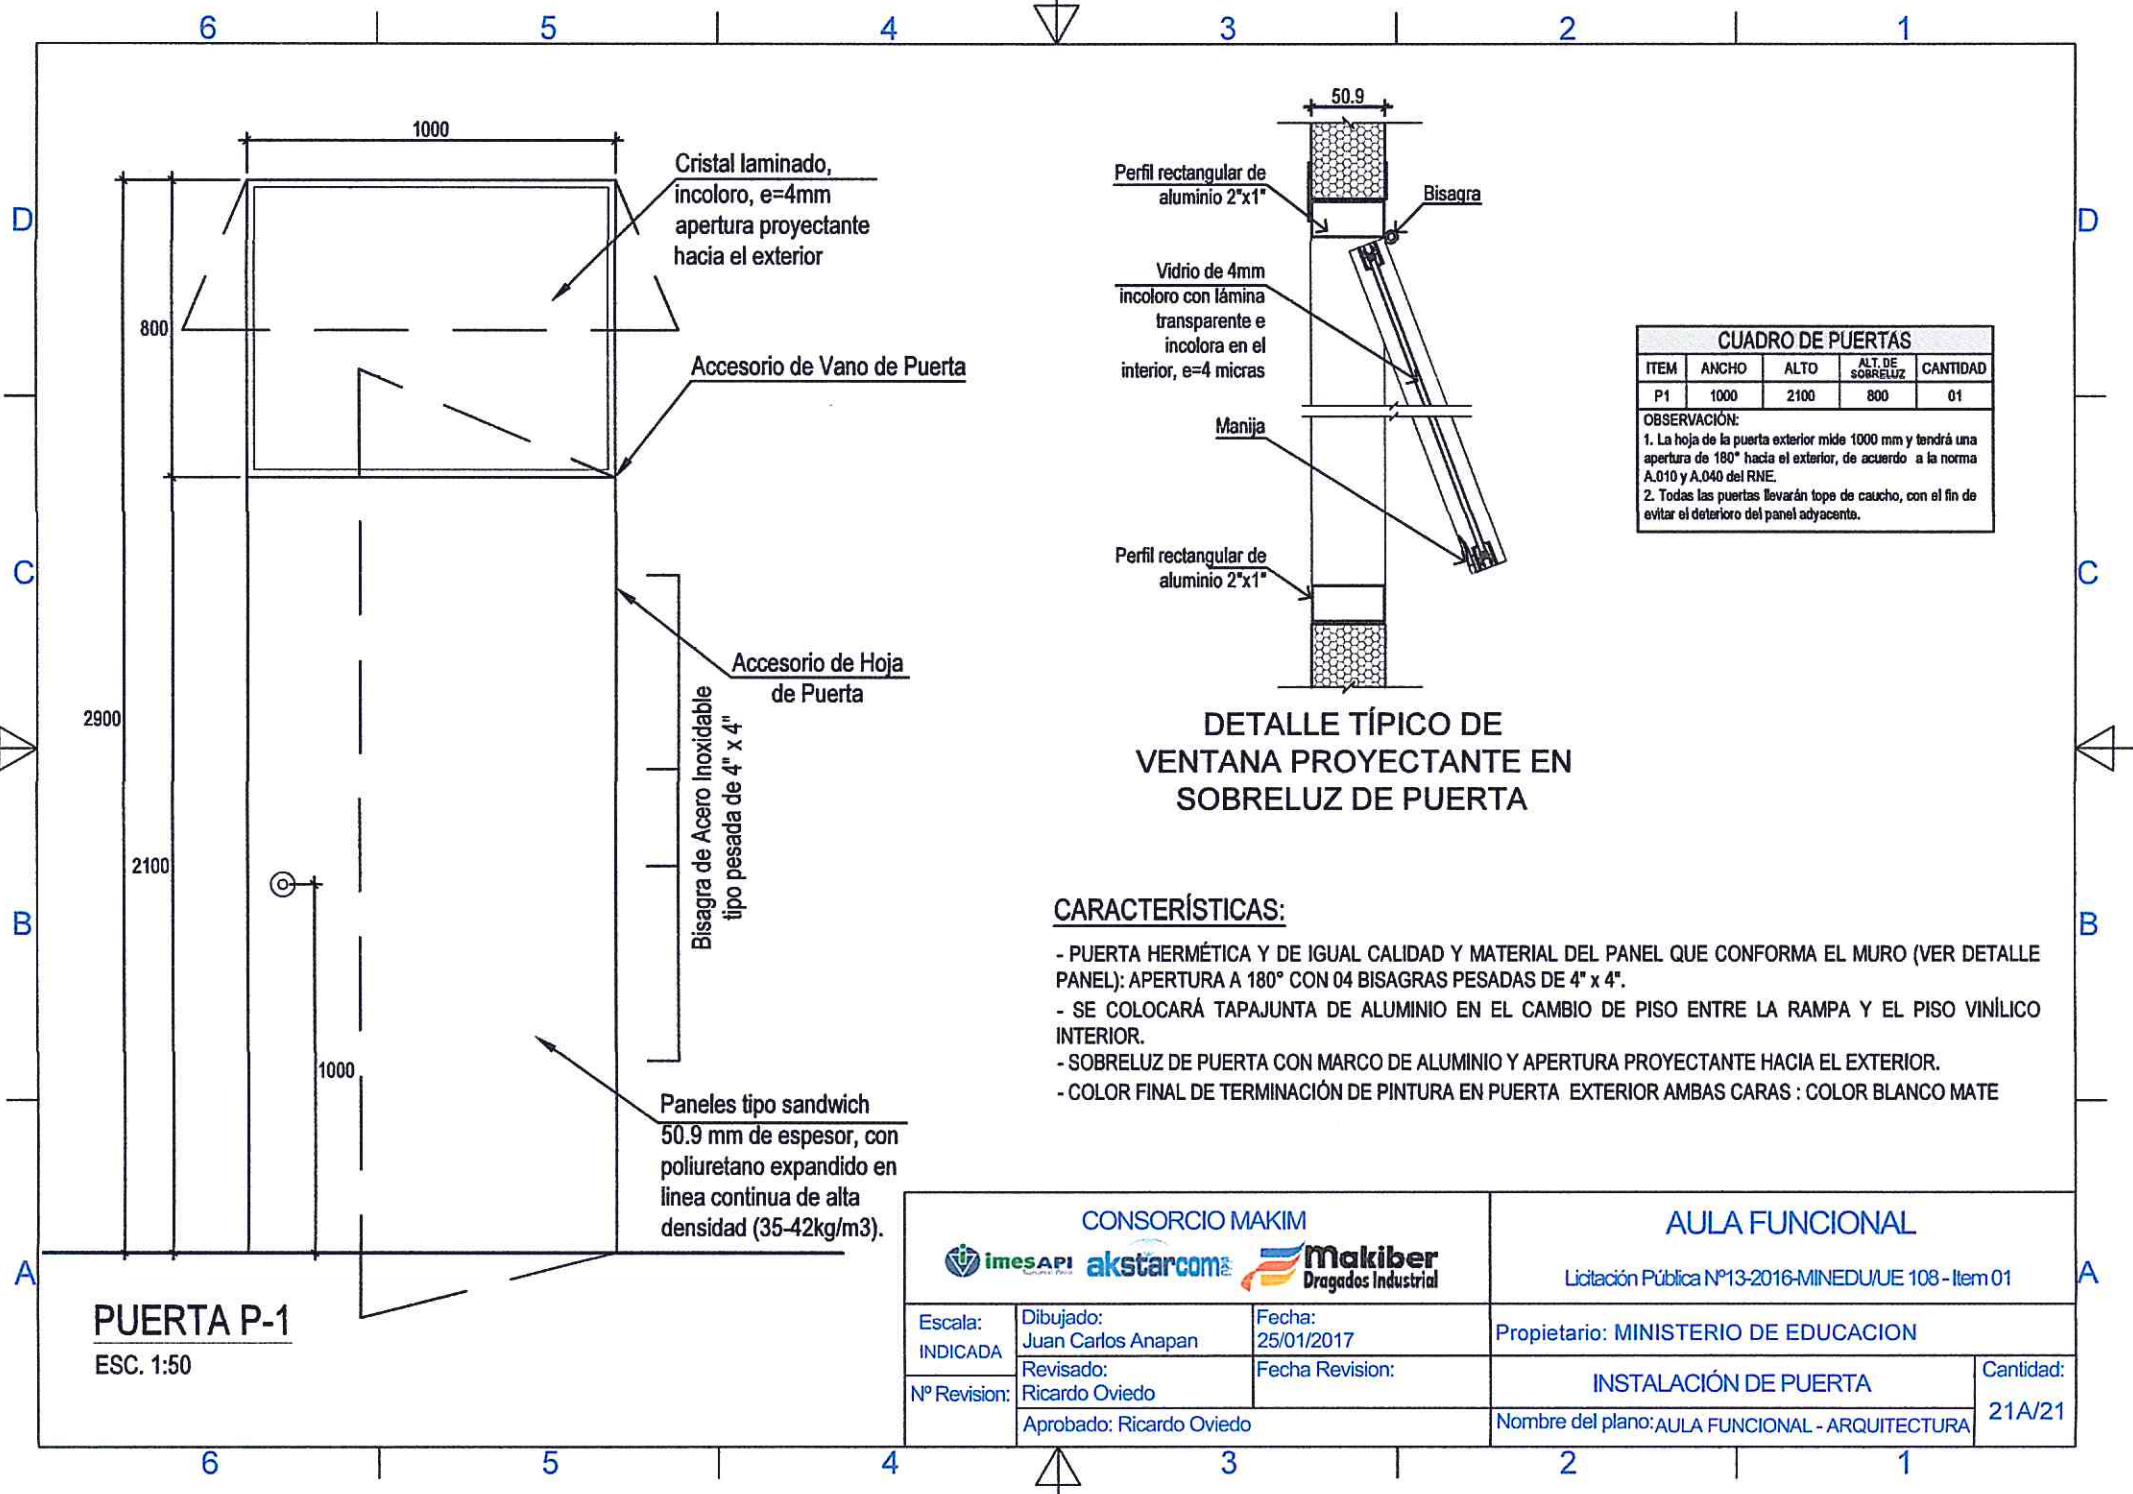 6 5 4 3 2 1
D
C
B
A
1000
800
2900
2100
1000
Cristal laminado,
incoloro, e=4mm
apertura proyectante
hacia el exterior
Accesorio de Vano de Puerta
Accesorio de Hoja
de Puerta
Bisagra de Acero Inoxidable
tipo pesada de 4" x 4"
Paneles tipo sandwich
50.9 mm de espesor, con
poliuretano expandido en
linea continua de alta
densidad (35-42kg/m3).
PUERTA P-1
ESC. 1:50
50.9
Perfil rectangular de
aluminio 2"x1"
Bisagra
Vidrio de 4mm
incoloro con lámina
transparente e
incolora en el
interior, e=4 micras
Manija
Perfil rectangular de
aluminio 2"x1"
DETALLE TÍPICO DE
VENTANA PROYECTANTE EN
SOBRELUZ DE PUERTA
CUADRO DE PUERTAS
ITEM ANCHO ALTO ALT. DE SOBRELUZ CANTIDAD
P1 1000 2100 800 01
OBSERVACIÓN:
1. La hoja de la puerta exterior mide 1000 mm y tendrá una
apertura de 180° hacia el exterior, de acuerdo a la norma
A.010 y A.040 del RNE.
2. Todas las puertas llevarán tope de caucho, con el fin de
evitar el deterioro del panel adyacente.
CARACTERÍSTICAS:
- PUERTA HERMÉTICA Y DE IGUAL CALIDAD Y MATERIAL DEL PANEL QUE CONFORMA EL MURO (VER DETALLE
PANEL): APERTURA A 180° CON 04 BISAGRAS PESADAS DE 4" x 4".
- SE COLOCARÁ TAPAJUNTA DE ALUMINIO EN EL CAMBIO DE PISO ENTRE LA RAMPA Y EL PISO VINÍLICO
INTERIOR.
- SOBRELUZ DE PUERTA CON MARCO DE ALUMINIO Y APERTURA PROYECTANTE HACIA EL EXTERIOR.
- COLOR FINAL DE TERMINACIÓN DE PINTURA EN PUERTA EXTERIOR AMBAS CARAS : COLOR BLANCO MATE
CONSORCIO MAKIM
imesAPI akstarcom Makiber
Dragados Industrial
AULA FUNCIONAL
Licitación Pública Nº13-2016-MINEDU/UE 108 - Item 01
Escala:
INDICADA
Nº Revision:
Dibujado:
Juan Carlos Anapan
Fecha:
25/01/2017
Revisado:
Ricardo Oviedo
Fecha Revision:
Aprobado: Ricardo Oviedo
Propietario: MINISTERIO DE EDUCACION
INSTALACIÓN DE PUERTA
Nombre del plano: AULA FUNCIONAL - ARQUITECTURA
Cantidad:
21A/21
D
C
B
A
6 5 4 3 2 1